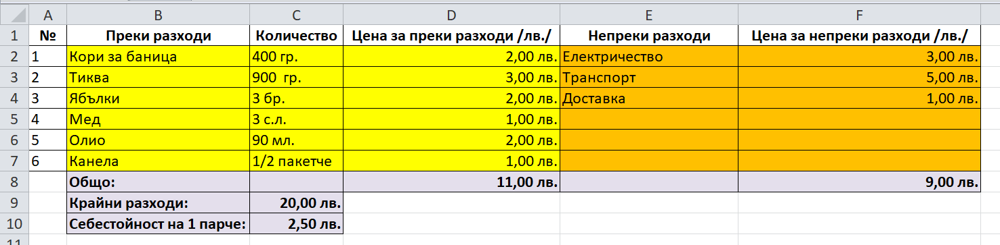 A B C D E F
1 № Преки разходи Количество Цена за преки разходи /лв./ Непреки разходи Цена за непреки разходи /лв./
2 1 Кори за баница 400 гр. 2,00 лв. Електричество 3,00 лв.
3 2 Тиква 900 гр. 3,00 лв. Транспорт 5,00 лв.
4 3 Ябълки 3 бр. 2,00 лв. Доставка 1,00 лв.
5 4 Мед 3 с.л. 1,00 лв.
6 5 Олио 90 мл. 2,00 лв.
7 6 Канела 1/2 пакетче 1,00 лв.
8 Общо: 11,00 лв. 9,00 лв.
9 Крайни разходи: 20,00 лв.
10 Себестойност на 1 парче: 2,50 лв.
11